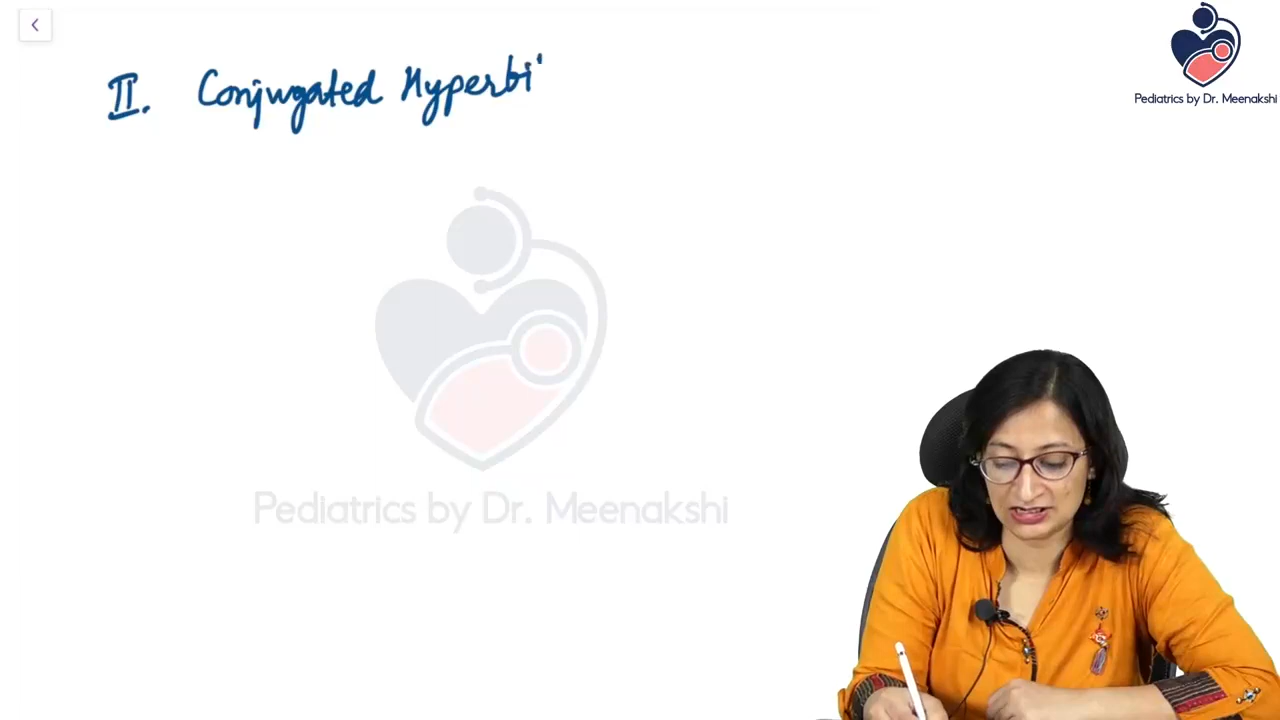 II. Conjugated Hyperbi
Pediatrics by Dr. Meenakshi
Pediatrics by Dr. Meenakshi